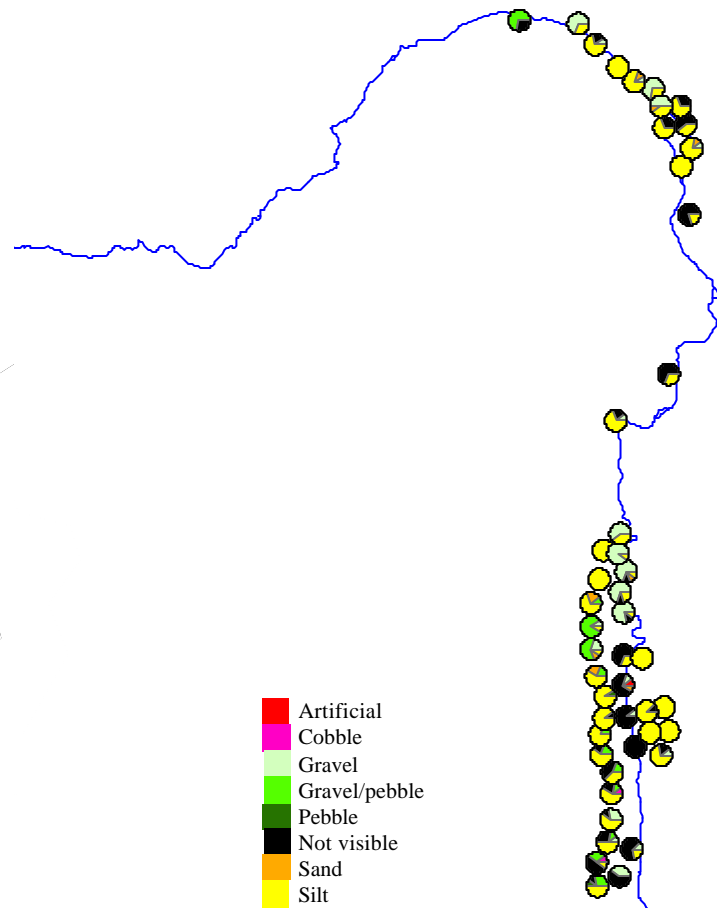 Artificial
Cobble
Gravel
Gravel/pebble
Pebble
Not visible
Sand
Silt